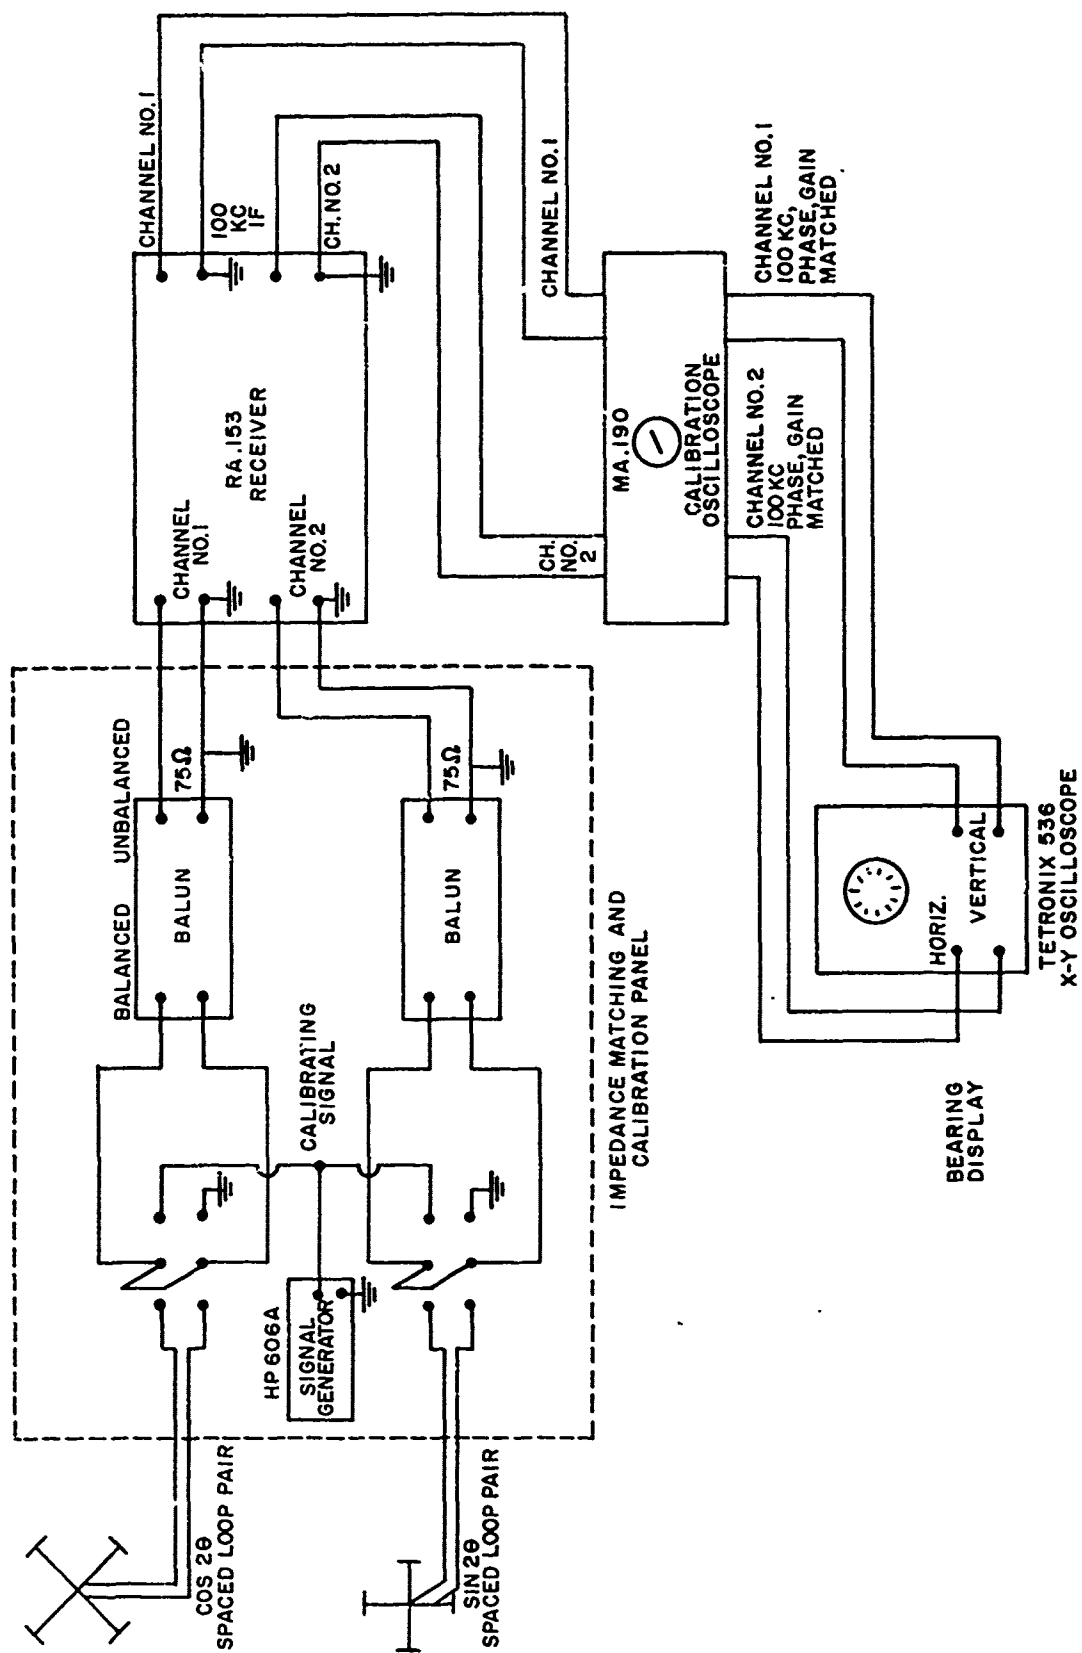 COS 2θ
SPACED LOOP PAIR
SIN 2θ
SPACED LOOP PAIR
HP 606A
SIGNAL
GENERATOR
CALIBRATING
SIGNAL
BALANCED
UNBALANCED
BALUN
75Ω
BALUN
75Ω
IMPEDANCE MATCHING AND
CALIBRATION PANEL
CHANNEL
NO.1
CHANNEL
NO.2
RA.153
RECEIVER
CHANNEL NO.1
100
KC
IF
CH. NO. 2
CHANNEL NO.1
CH.
NO.
2
MA.190
CALIBRATION
OSCILLOSCOPE
CHANNEL NO.1
100 KC,
PHASE, GAIN
MATCHED
CHANNEL NO. 2
100 KC
PHASE, GAIN
MATCHED
HORIZ.
VERTICAL
TETRONIX 536
X-Y OSCILLOSCOPE
BEARING
DISPLAY